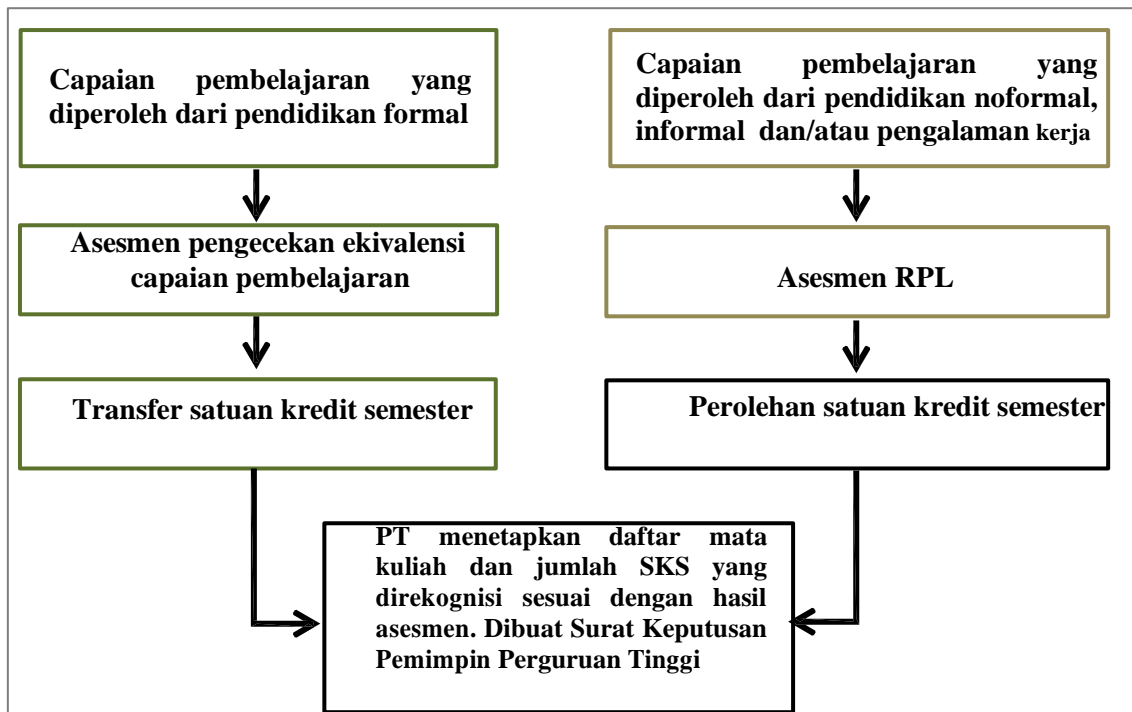 Capaian pembelajaran yang
diperoleh dari pendidikan formal
Asesmen pengecekan ekivalensi
capaian pembelajaran
Transfer satuan kredit semester
Capaian pembelajaran yang
diperoleh dari pendidikan noformal,
informal dan/atau pengalaman kerja
Asesmen RPL
Perolehan satuan kredit semester
PT menetapkan daftar mata
kuliah dan jumlah SKS yang
direkognisi sesuai dengan hasil
asesmen. Dibuat Surat Keputusan
Pemimpin Perguruan Tinggi